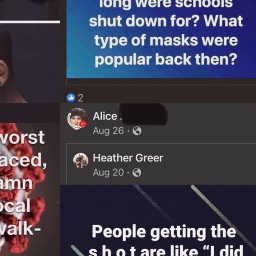 long were schools
shut down for? What
type of masks were
popular back then?
2
Alice
Aug 26 ·
Heather Greer
Aug 20 ·
People getting the
s h o t are like “I did
worst
aced,
amn
ocal
walk-